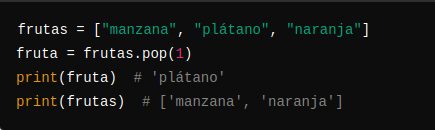 frutas = ["manzana", "plátano", "naranja"]
fruta = frutas.pop(1)
print(fruta)  # 'plátano'
print(frutas)  # ['manzana', 'naranja']